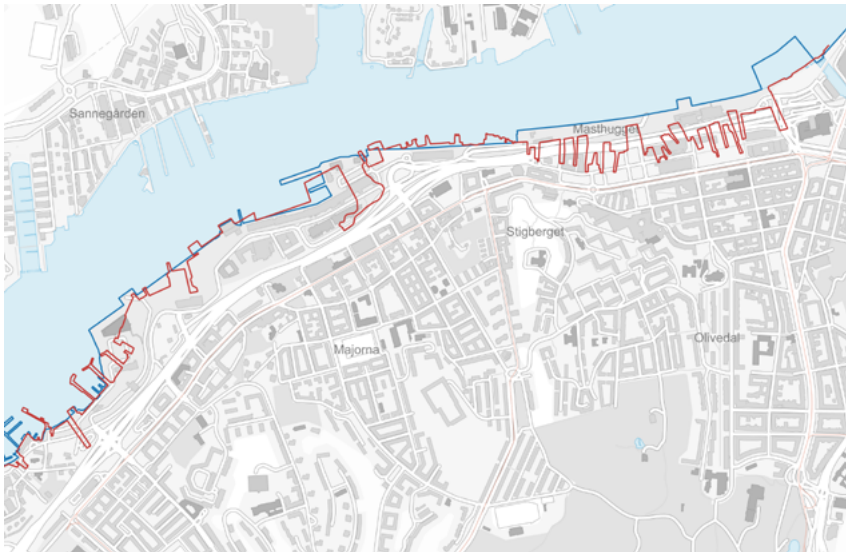 Sannegården
Masthugget
Stigberget
Majorna
Olivedal